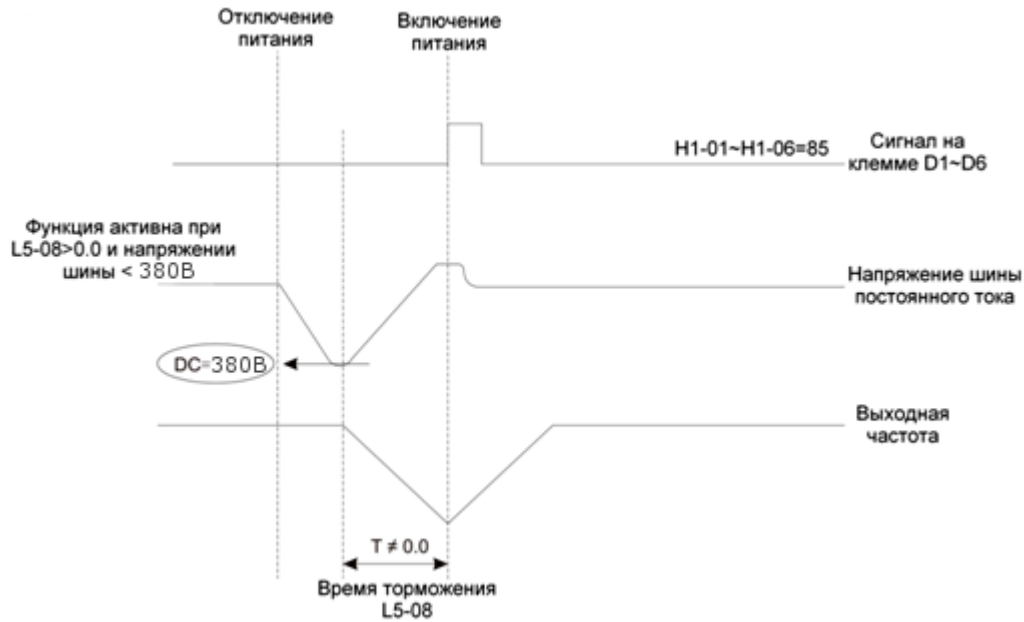 Отключение
питания
Включение
питания
H1-01~H1-06=85
Сигнал на
клемме D1~D6
Функция активна при
L5-08>0.0 и напряжении
шины < 380В
Напряжение шины
постоянного тока
DC=380В
Выходная
частота
T ≠ 0.0
Время торможения
L5-08